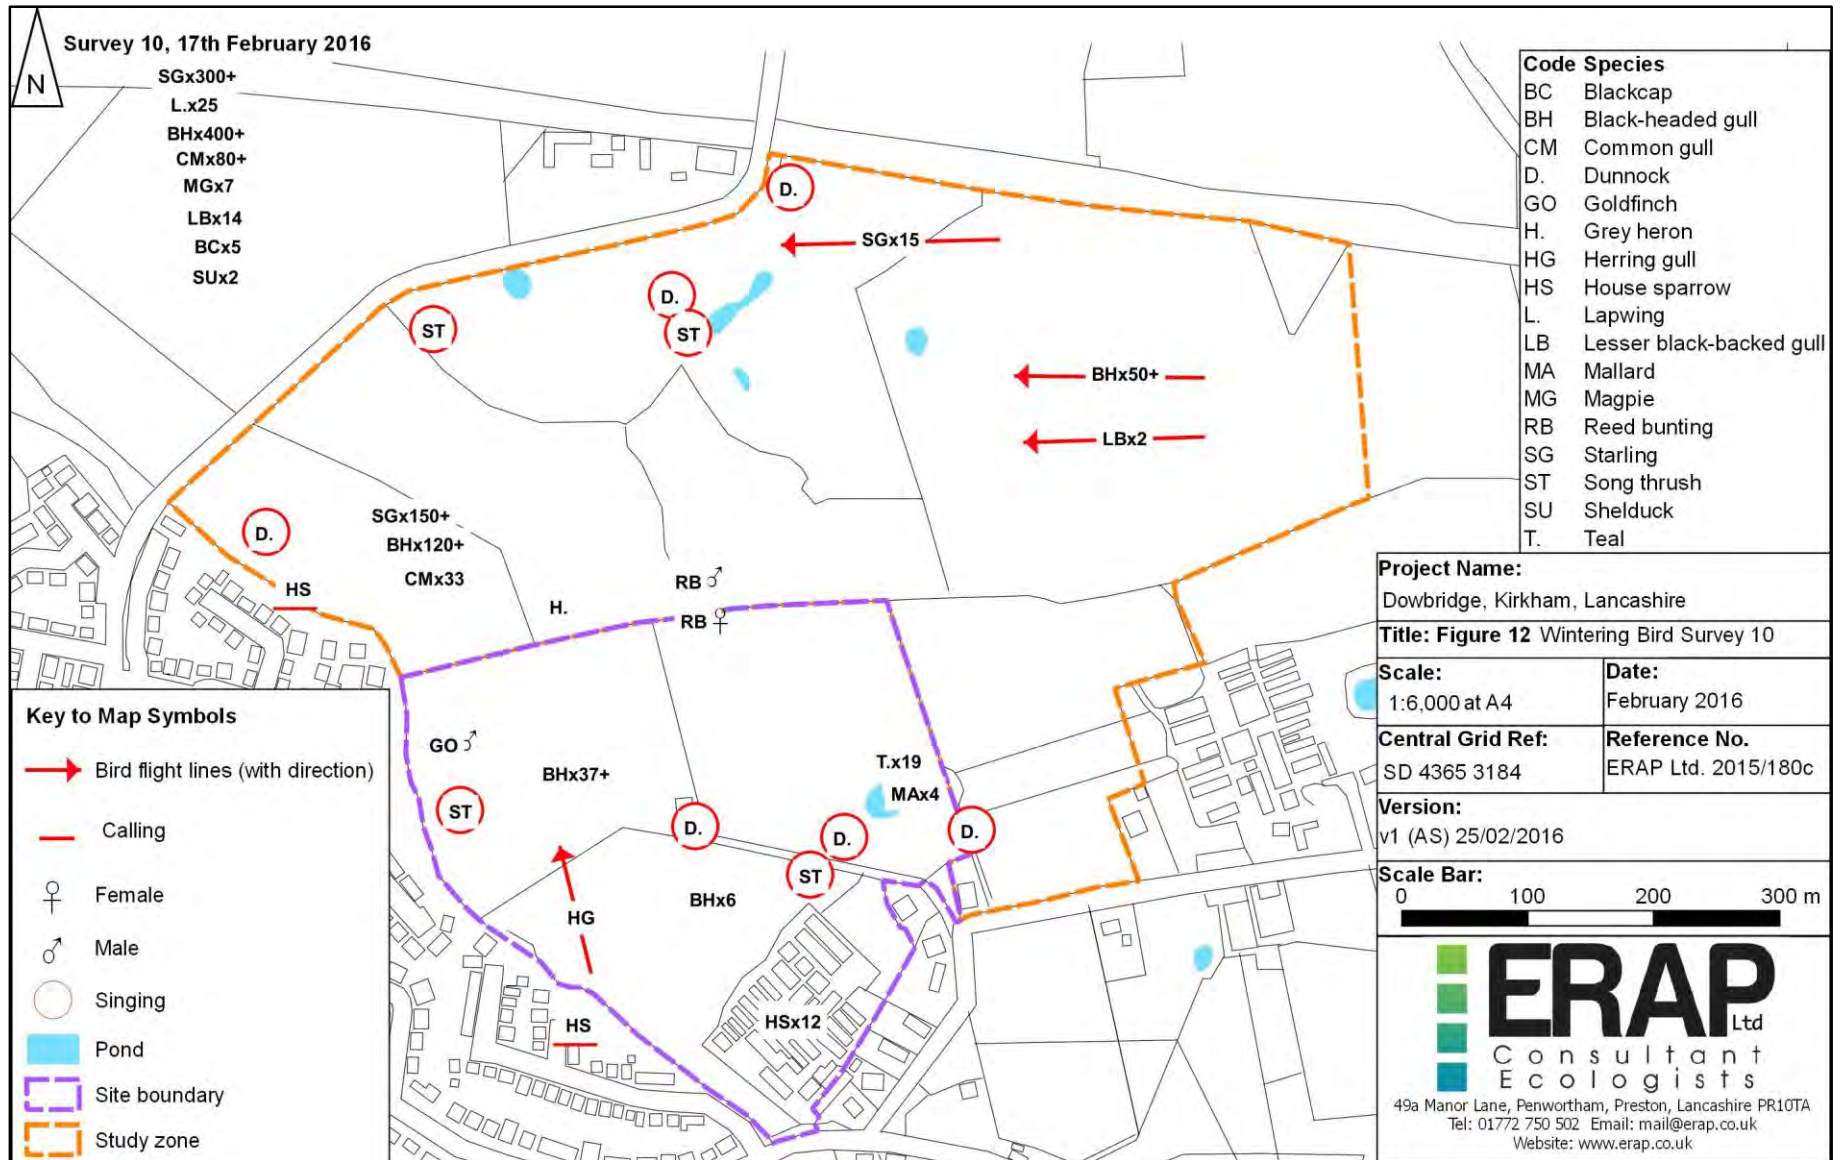 Survey 10, 17th February 2016
N
SGx300+
L.x25
BHx400+
CMx80+
MGx7
LBx14
BCx5
SUx2
D.
SGx15
D.
ST
ST
BHx50+
LBx2
D.
SGx150+
BHx120+
CMx33
HS
H.
RB ♂
RB ♀
GO ♂
ST
BHx37+
T.x19
MAx4
D.
D.
D.
ST
BHx6
HG
HS
HSx12
Code Species
BC Blackcap
BH Black-headed gull
CM Common gull
D. Dunnock
GO Goldfinch
H. Grey heron
HG Herring gull
HS House sparrow
L. Lapwing
LB Lesser black-backed gull
MA Mallard
MG Magpie
RB Reed bunting
SG Starling
ST Song thrush
SU Shelduck
T. Teal
Key to Map Symbols
Bird flight lines (with direction)
Calling
♀ Female
♂ Male
Singing
Pond
Site boundary
Study zone
Project Name:
Dowbridge, Kirkham, Lancashire
Title: Figure 12 Wintering Bird Survey 10
Scale:
1:6,000 at A4
Date:
February 2016
Central Grid Ref:
SD 4365 3184
Reference No.
ERAP Ltd. 2015/180c
Version:
v1 (AS) 25/02/2016
Scale Bar:
0 100 200 300 m
ERAP Ltd
Consultant
Ecologists
49a Manor Lane, Penwortham, Preston, Lancashire PR10TA
Tel: 01772 750 502 Email: mail@erap.co.uk
Website: www.erap.co.uk